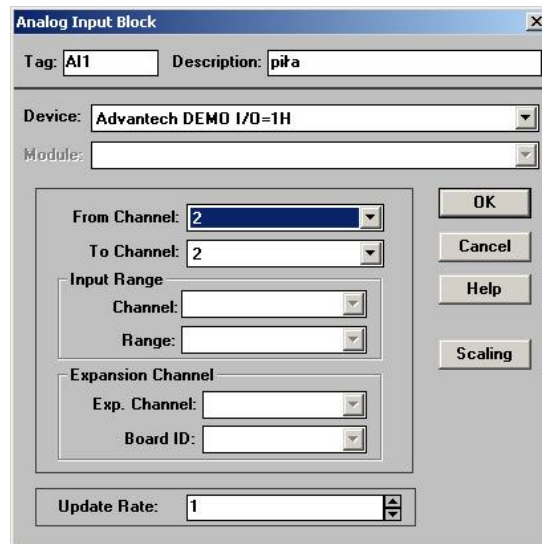 Analog Input Block
Tag: AI1 Description: piła
Device: Advantech DEMO I/O=1H
Module:
From Channel: 2
To Channel: 2
Input Range
Channel:
Range:
Expansion Channel
Exp. Channel:
Board ID:
OK
Cancel
Help
Scaling
Update Rate: 1